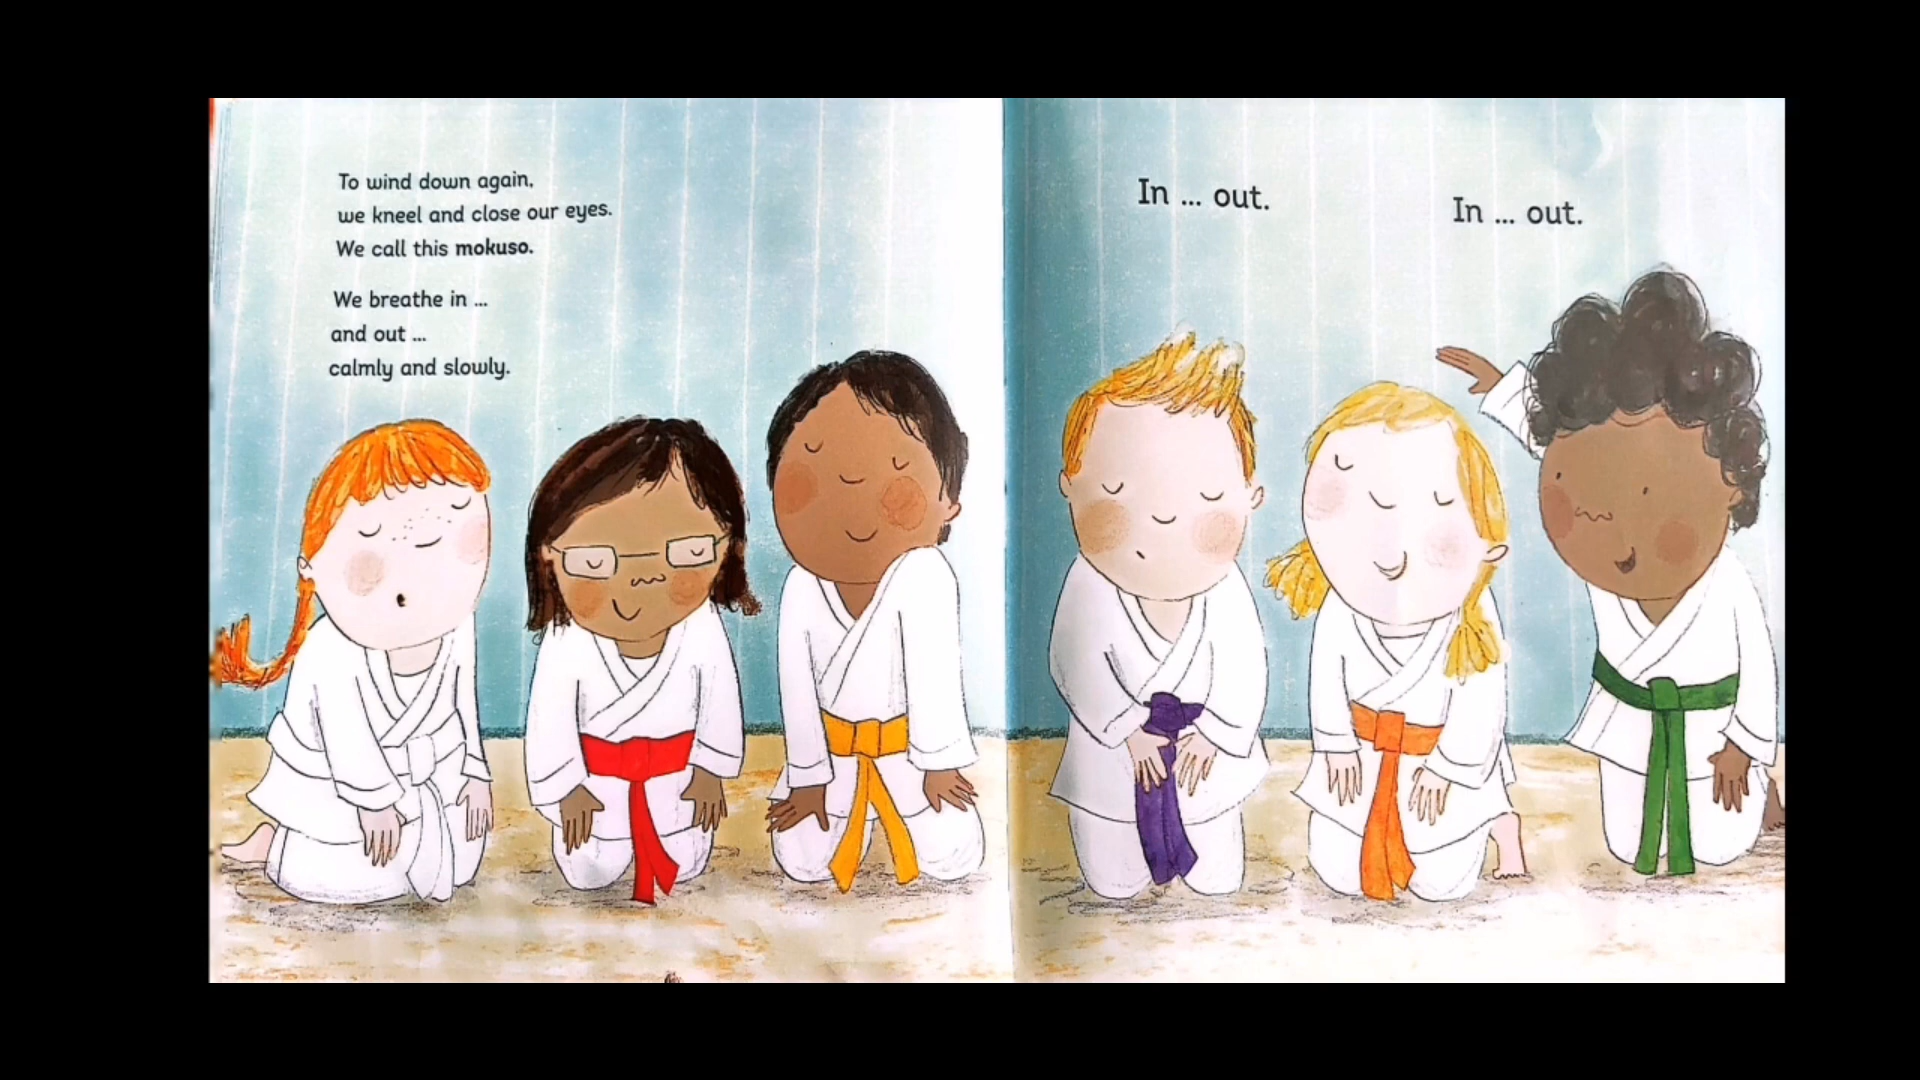 To wind down again,
we kneel and close our eyes.
We call this mokuso.
We breathe in ...
and out ...
calmly and slowly.
In ... out.
In ... out.